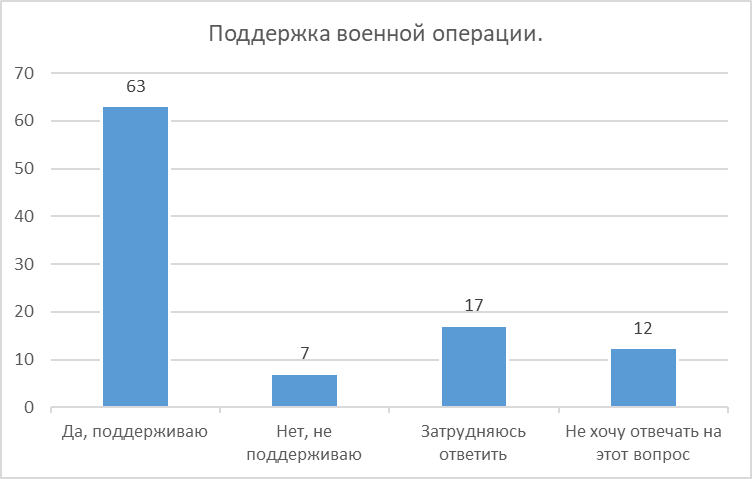 Поддержка военной операции.
70
60
50
40
30
20
10
0
63
7
17
12
Да, поддерживаю
Нет, не
поддерживаю
Затрудняюсь
ответить
Не хочу отвечать на
этот вопрос